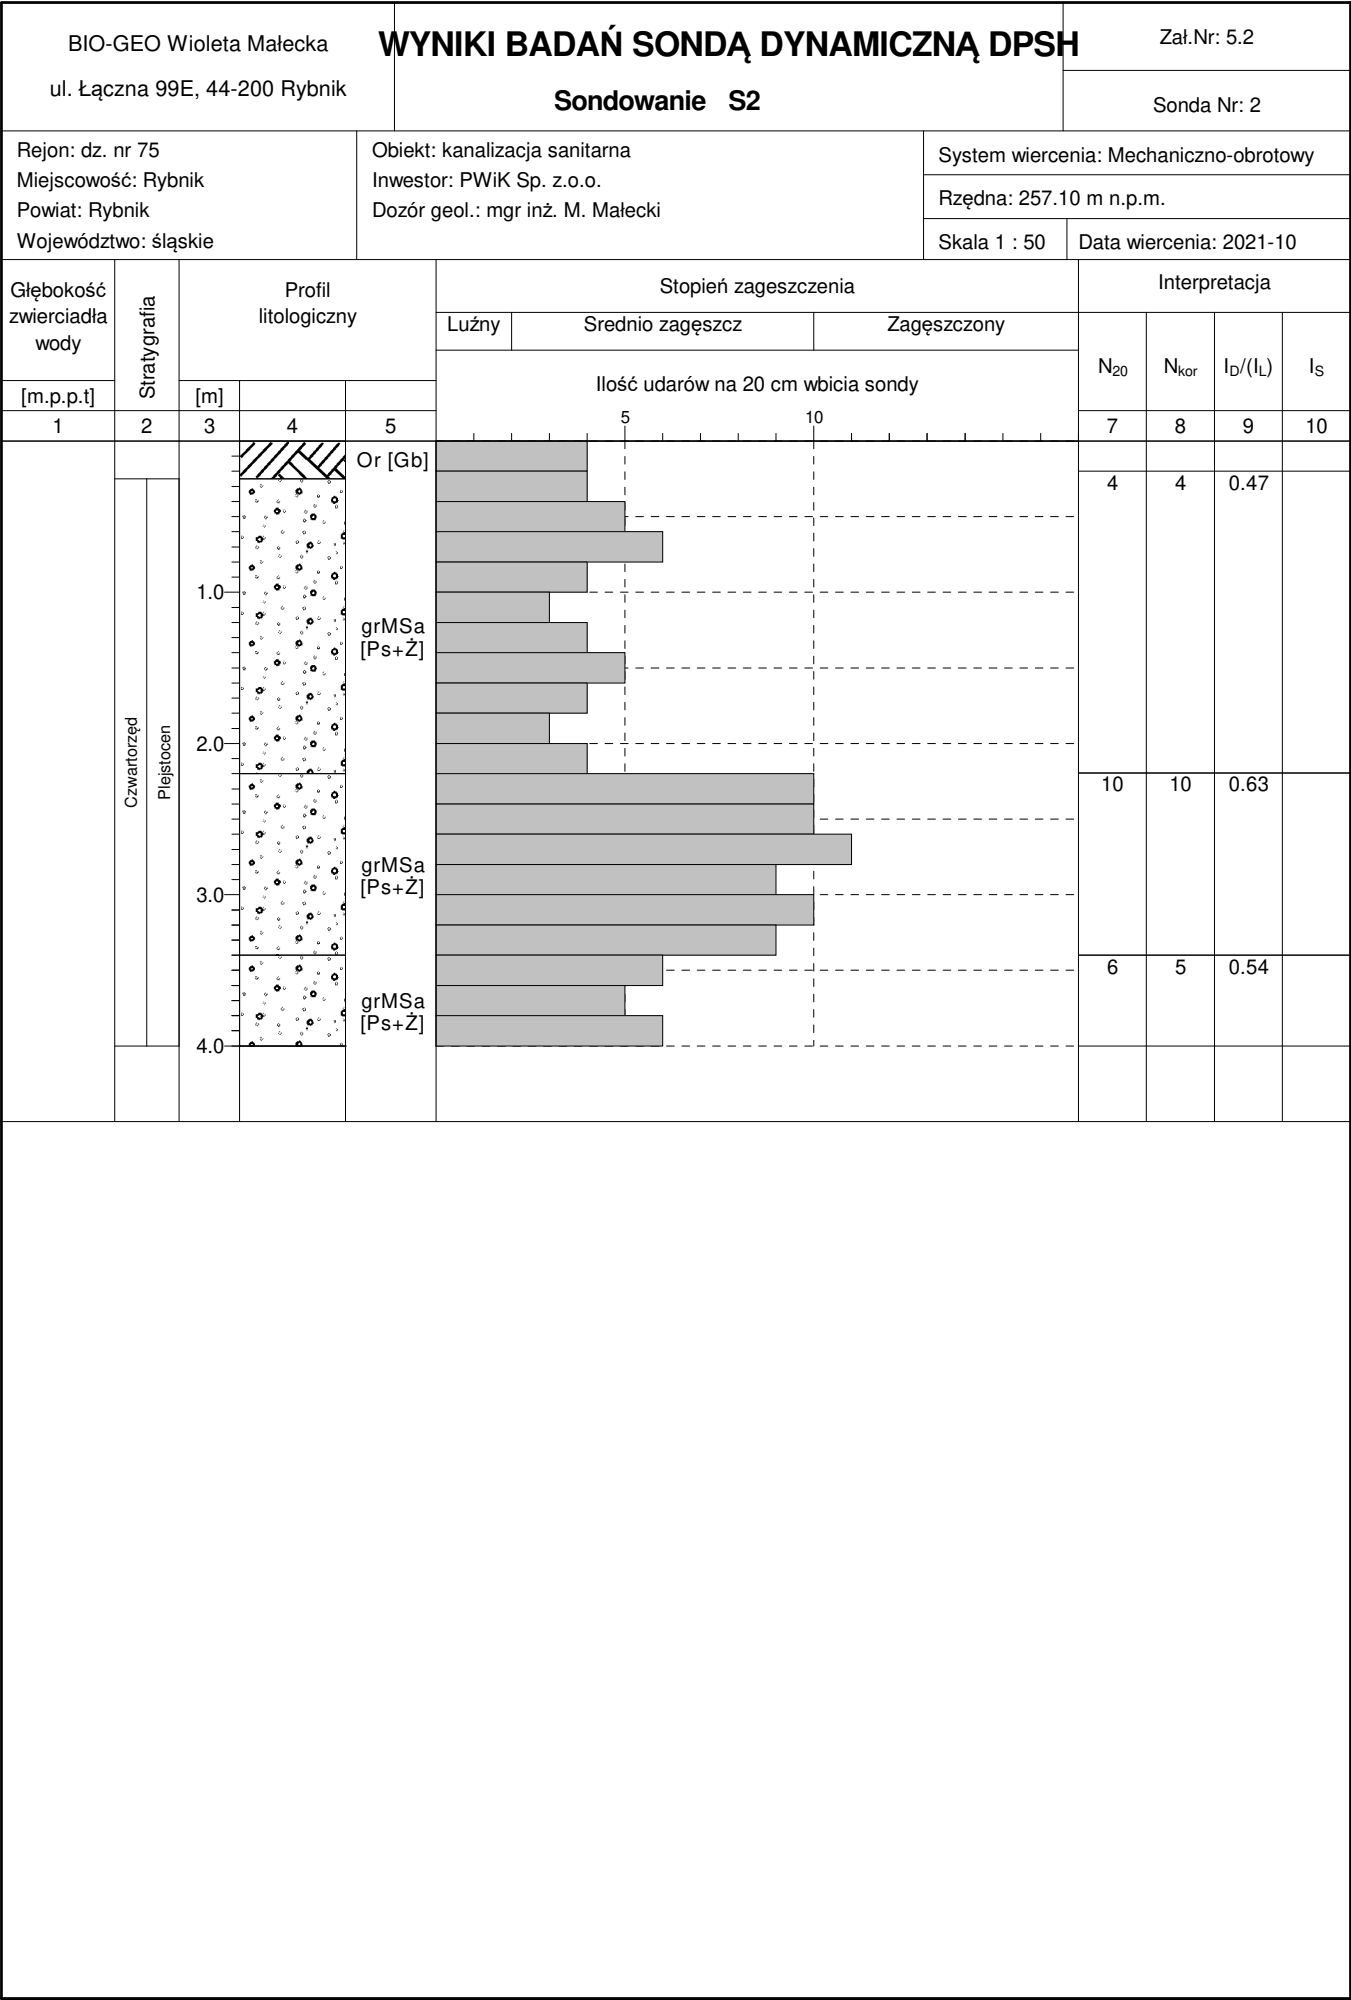 BIO-GEO Wioleta Małecka
ul. Łączna 99E, 44-200 Rybnik
WYNIKI BADAŃ SONDĄ DYNAMICZNĄ DPSH
Sondowanie S2
Zał.Nr: 5.2
Sonda Nr: 2
Rejon: dz. nr 75
Miejscowość: Rybnik
Powiat: Rybnik
Województwo: śląskie
Obiekt: kanalizacja sanitarna
Inwestor: PWiK Sp. z.o.o.
Dozór geol.: mgr inż. M. Małecki
System wiercenia: Mechaniczno-obrotowy
Rzędna: 257.10 m n.p.m.
Skala 1 : 50
Data wiercenia: 2021-10
Głębokość
zwierciadła
wody
[m.p.p.t]
Stratygrafia
Profil
litologiczny
[m]
Stopień zageszczenia
Luźny
Srednio zagęszcz
Zagęszczony
Ilość udarów na 20 cm wbicia sondy
5
10
Interpretacja
N20
Nkor
ID/(IL)
IS
1
2
3
4
5
7
8
9
10
Or [Gb]
4
4
0.47
1.0
grMSa
[Ps+Ż]
2.0
Czwartorzęd
Plejstocen
10
10
0.63
grMSa
[Ps+Ż]
3.0
6
5
0.54
grMSa
[Ps+Ż]
4.0